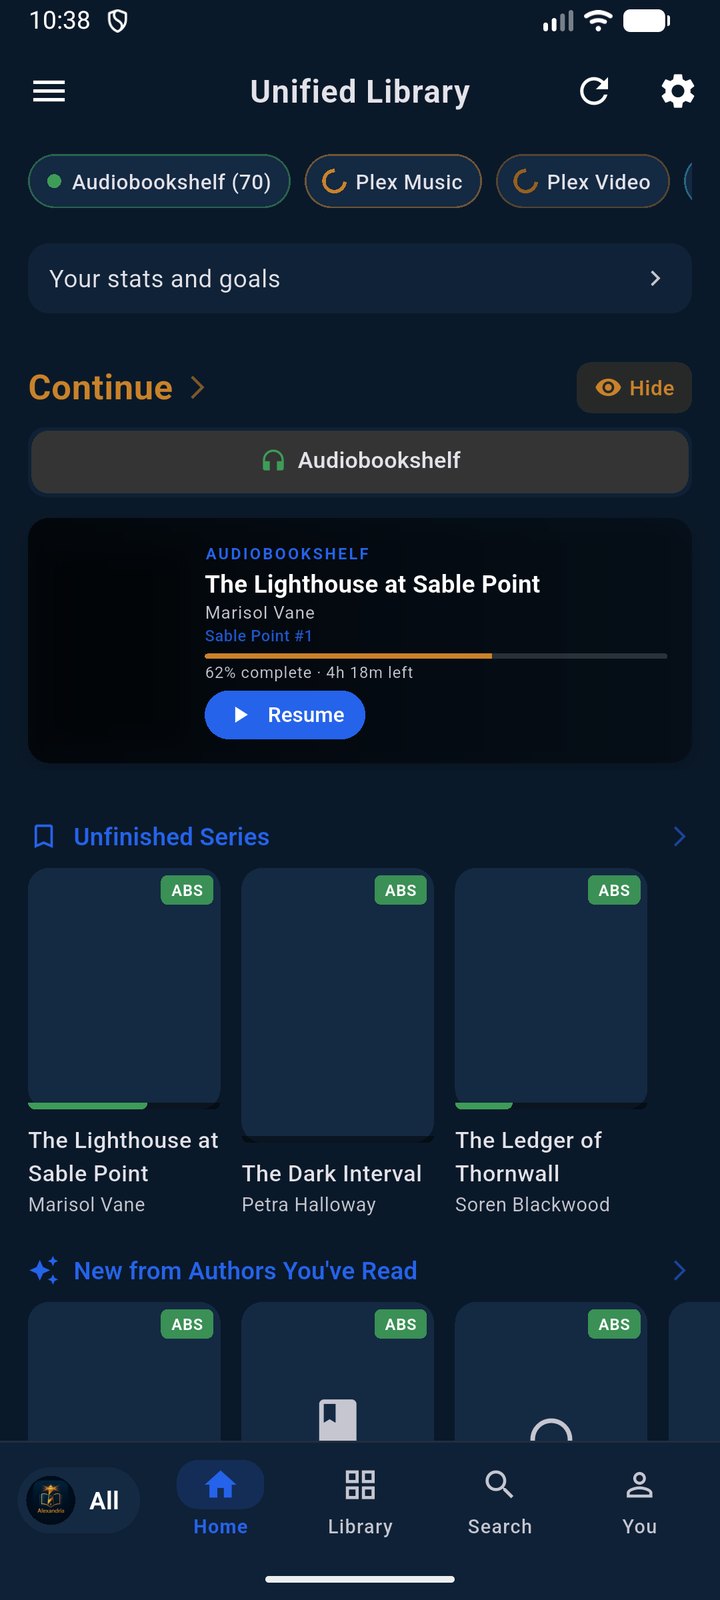 10:38
Unified Library
Audiobookshelf (70)
Plex Music
Plex Video
Your stats and goals
Continue
Hide
Audiobookshelf
AUDIOBOOKSHELF
The Lighthouse at Sable Point
Marisol Vane
Sable Point #1
62% complete · 4h 18m left
Resume
Unfinished Series
ABS
ABS
ABS
The Lighthouse at
Sable Point
Marisol Vane
The Dark Interval
Petra Halloway
The Ledger of
Thornwall
Soren Blackwood
New from Authors You've Read
ABS
ABS
ABS
Alexandria
All
Home
Library
Search
You